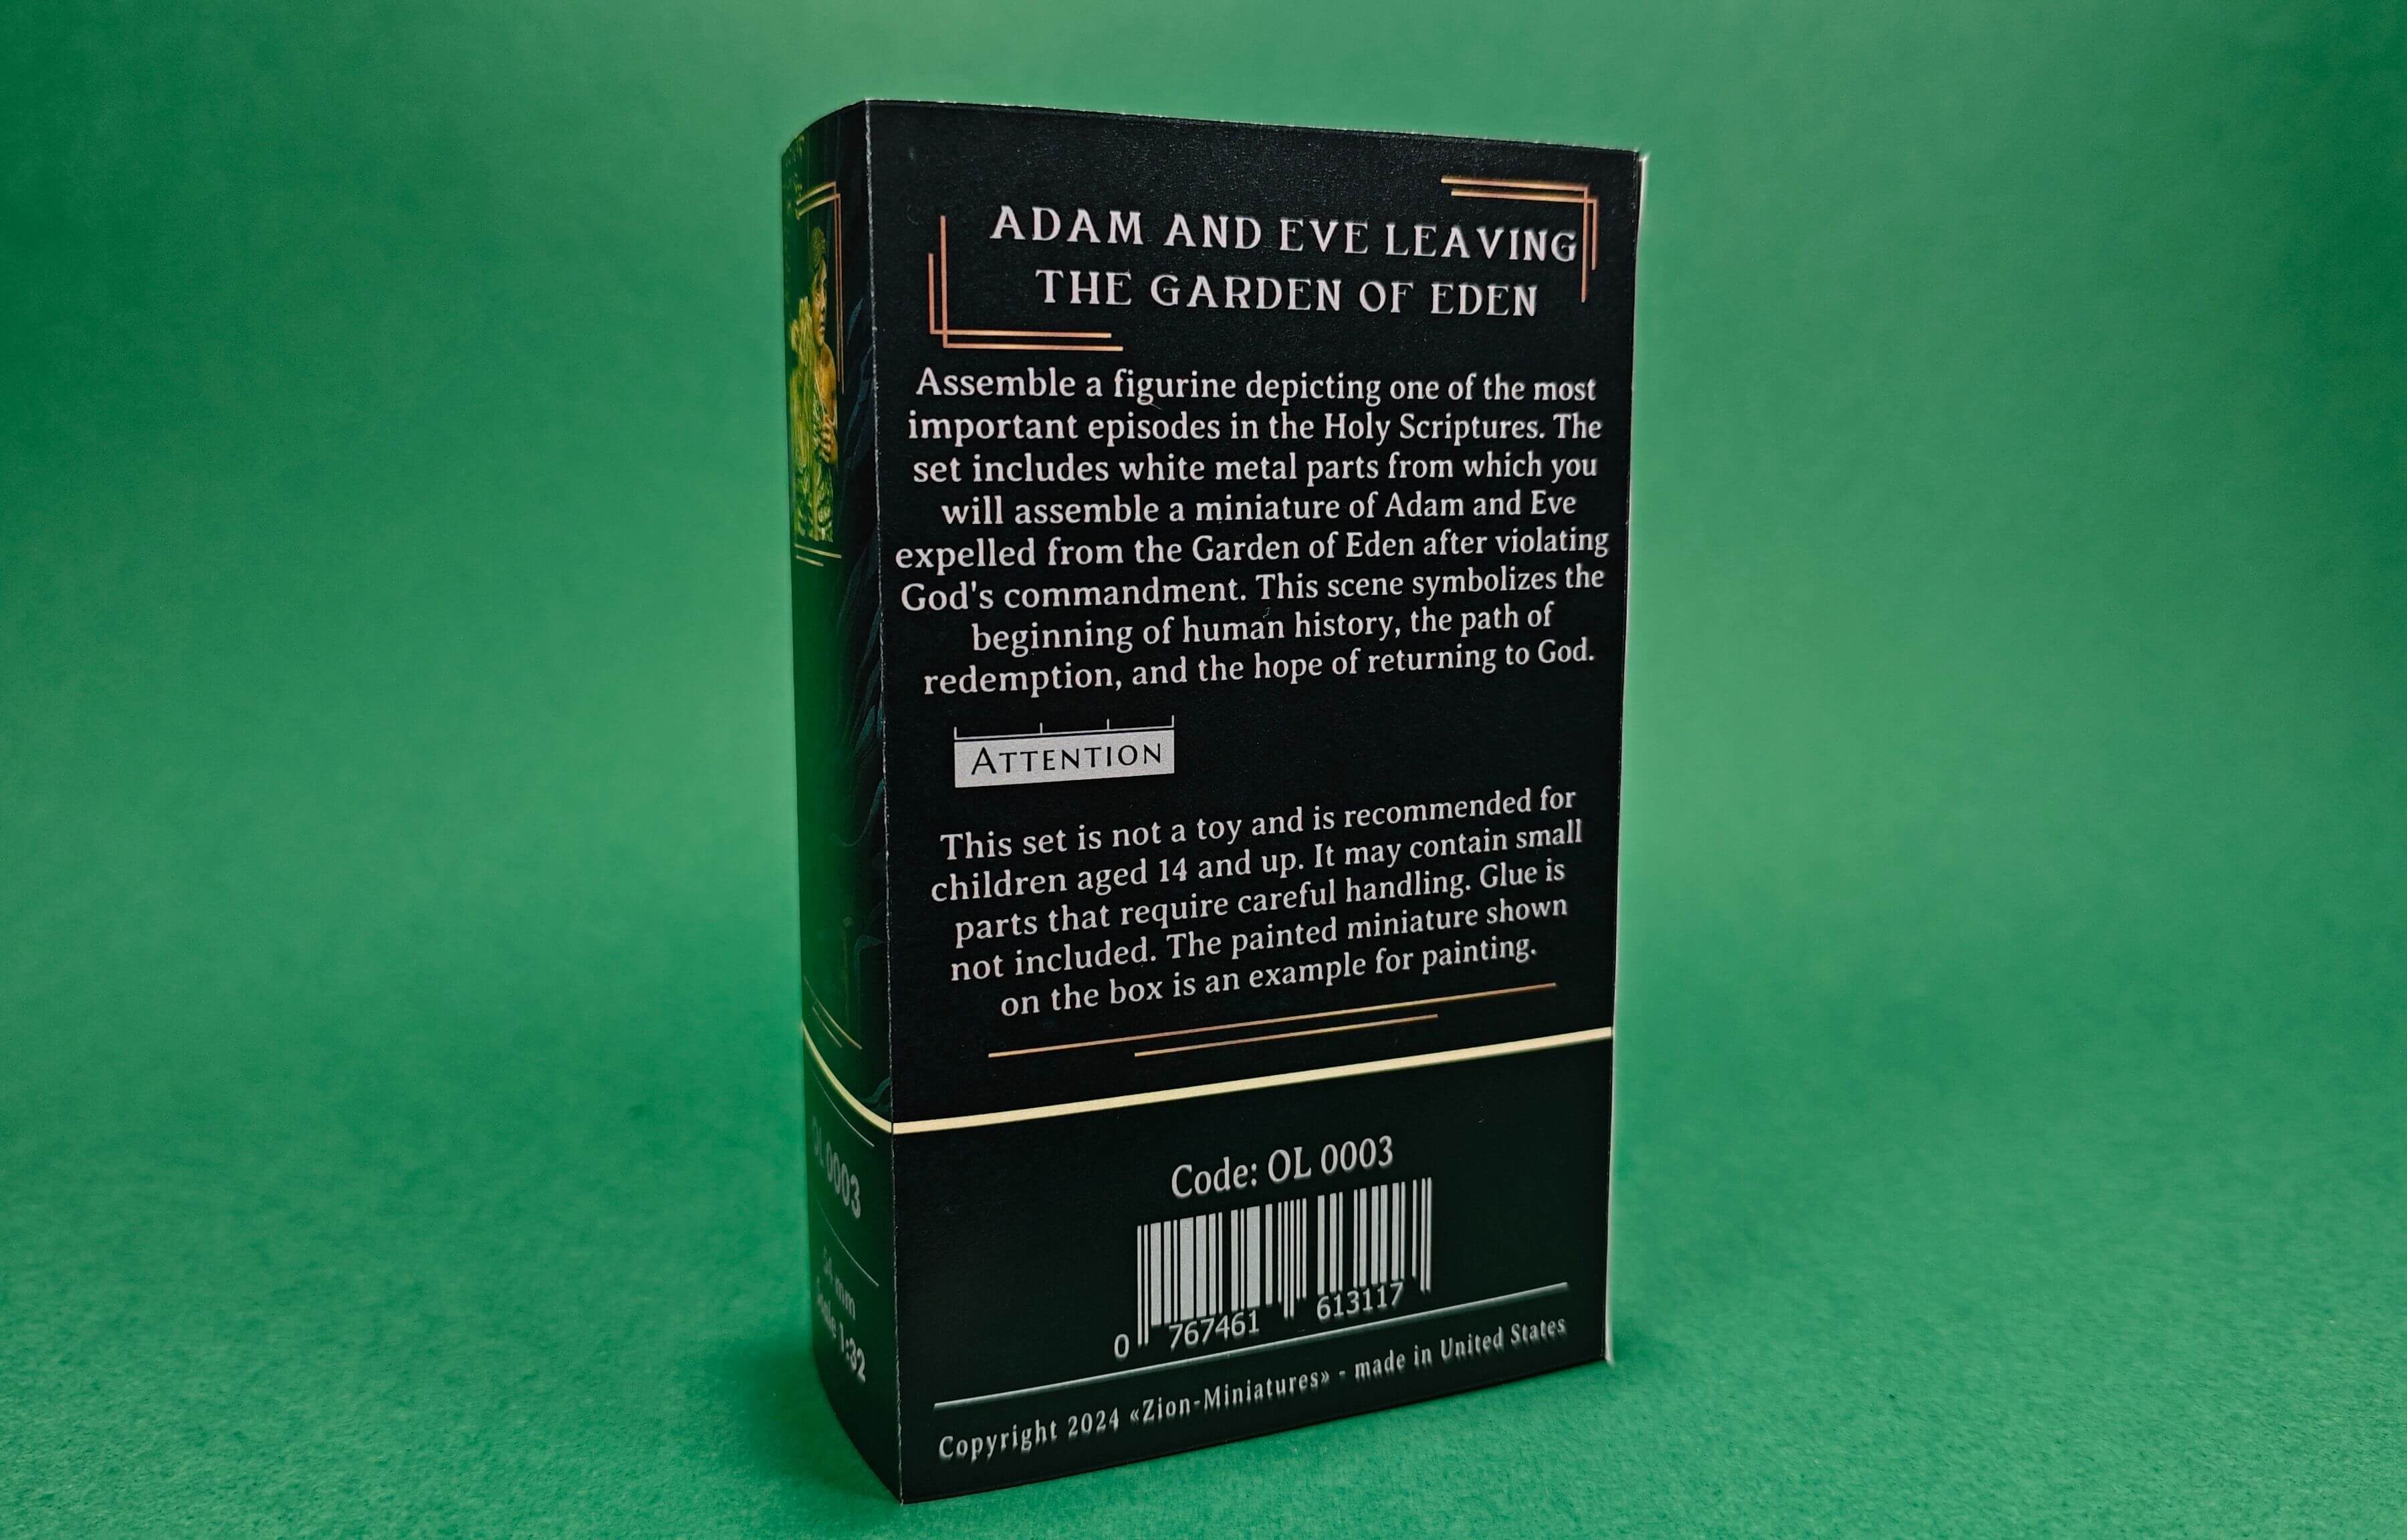 ADAM AND EVE LEAVING
THE GARDEN OF EDEN
Assemble a figurine depicting one of the most
important episodes in the Holy Scriptures. The
set includes white metal parts from which you
will assemble a miniature of Adam and Eve
expelled from the Garden of Eden after violating
God's commandment. This scene symbolizes the
beginning of human history, the path of
redemption, and the hope of returning to God.
ATTENTION
This set is not a toy and is recommended for
children aged 14 and up. It may contain small
parts that require careful handling. Glue is
not included. The painted miniature shown
on the box is an example for painting.
Code: OL 0003
0 767461 613117
Copyright 2024 «Zion-Miniatures» - made in United States
OL 0003
54 mm
Scale 1:32